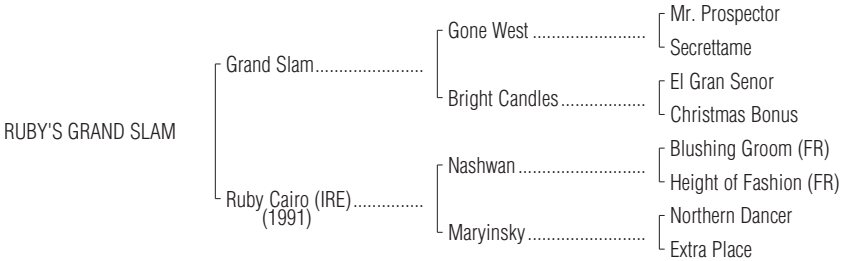 Mr. Prospector
Gone West ........................
Secrettame
Grand Slam.......................
El Gran Senor
Bright Candles..................
Christmas Bonus
RUBY'S GRAND SLAM
Blushing Groom (FR)
Nashwan ...........................
Height of Fashion (FR)
Ruby Cairo (IRE)...............
(1991)
Northern Dancer
Maryinsky.........................
Extra Place